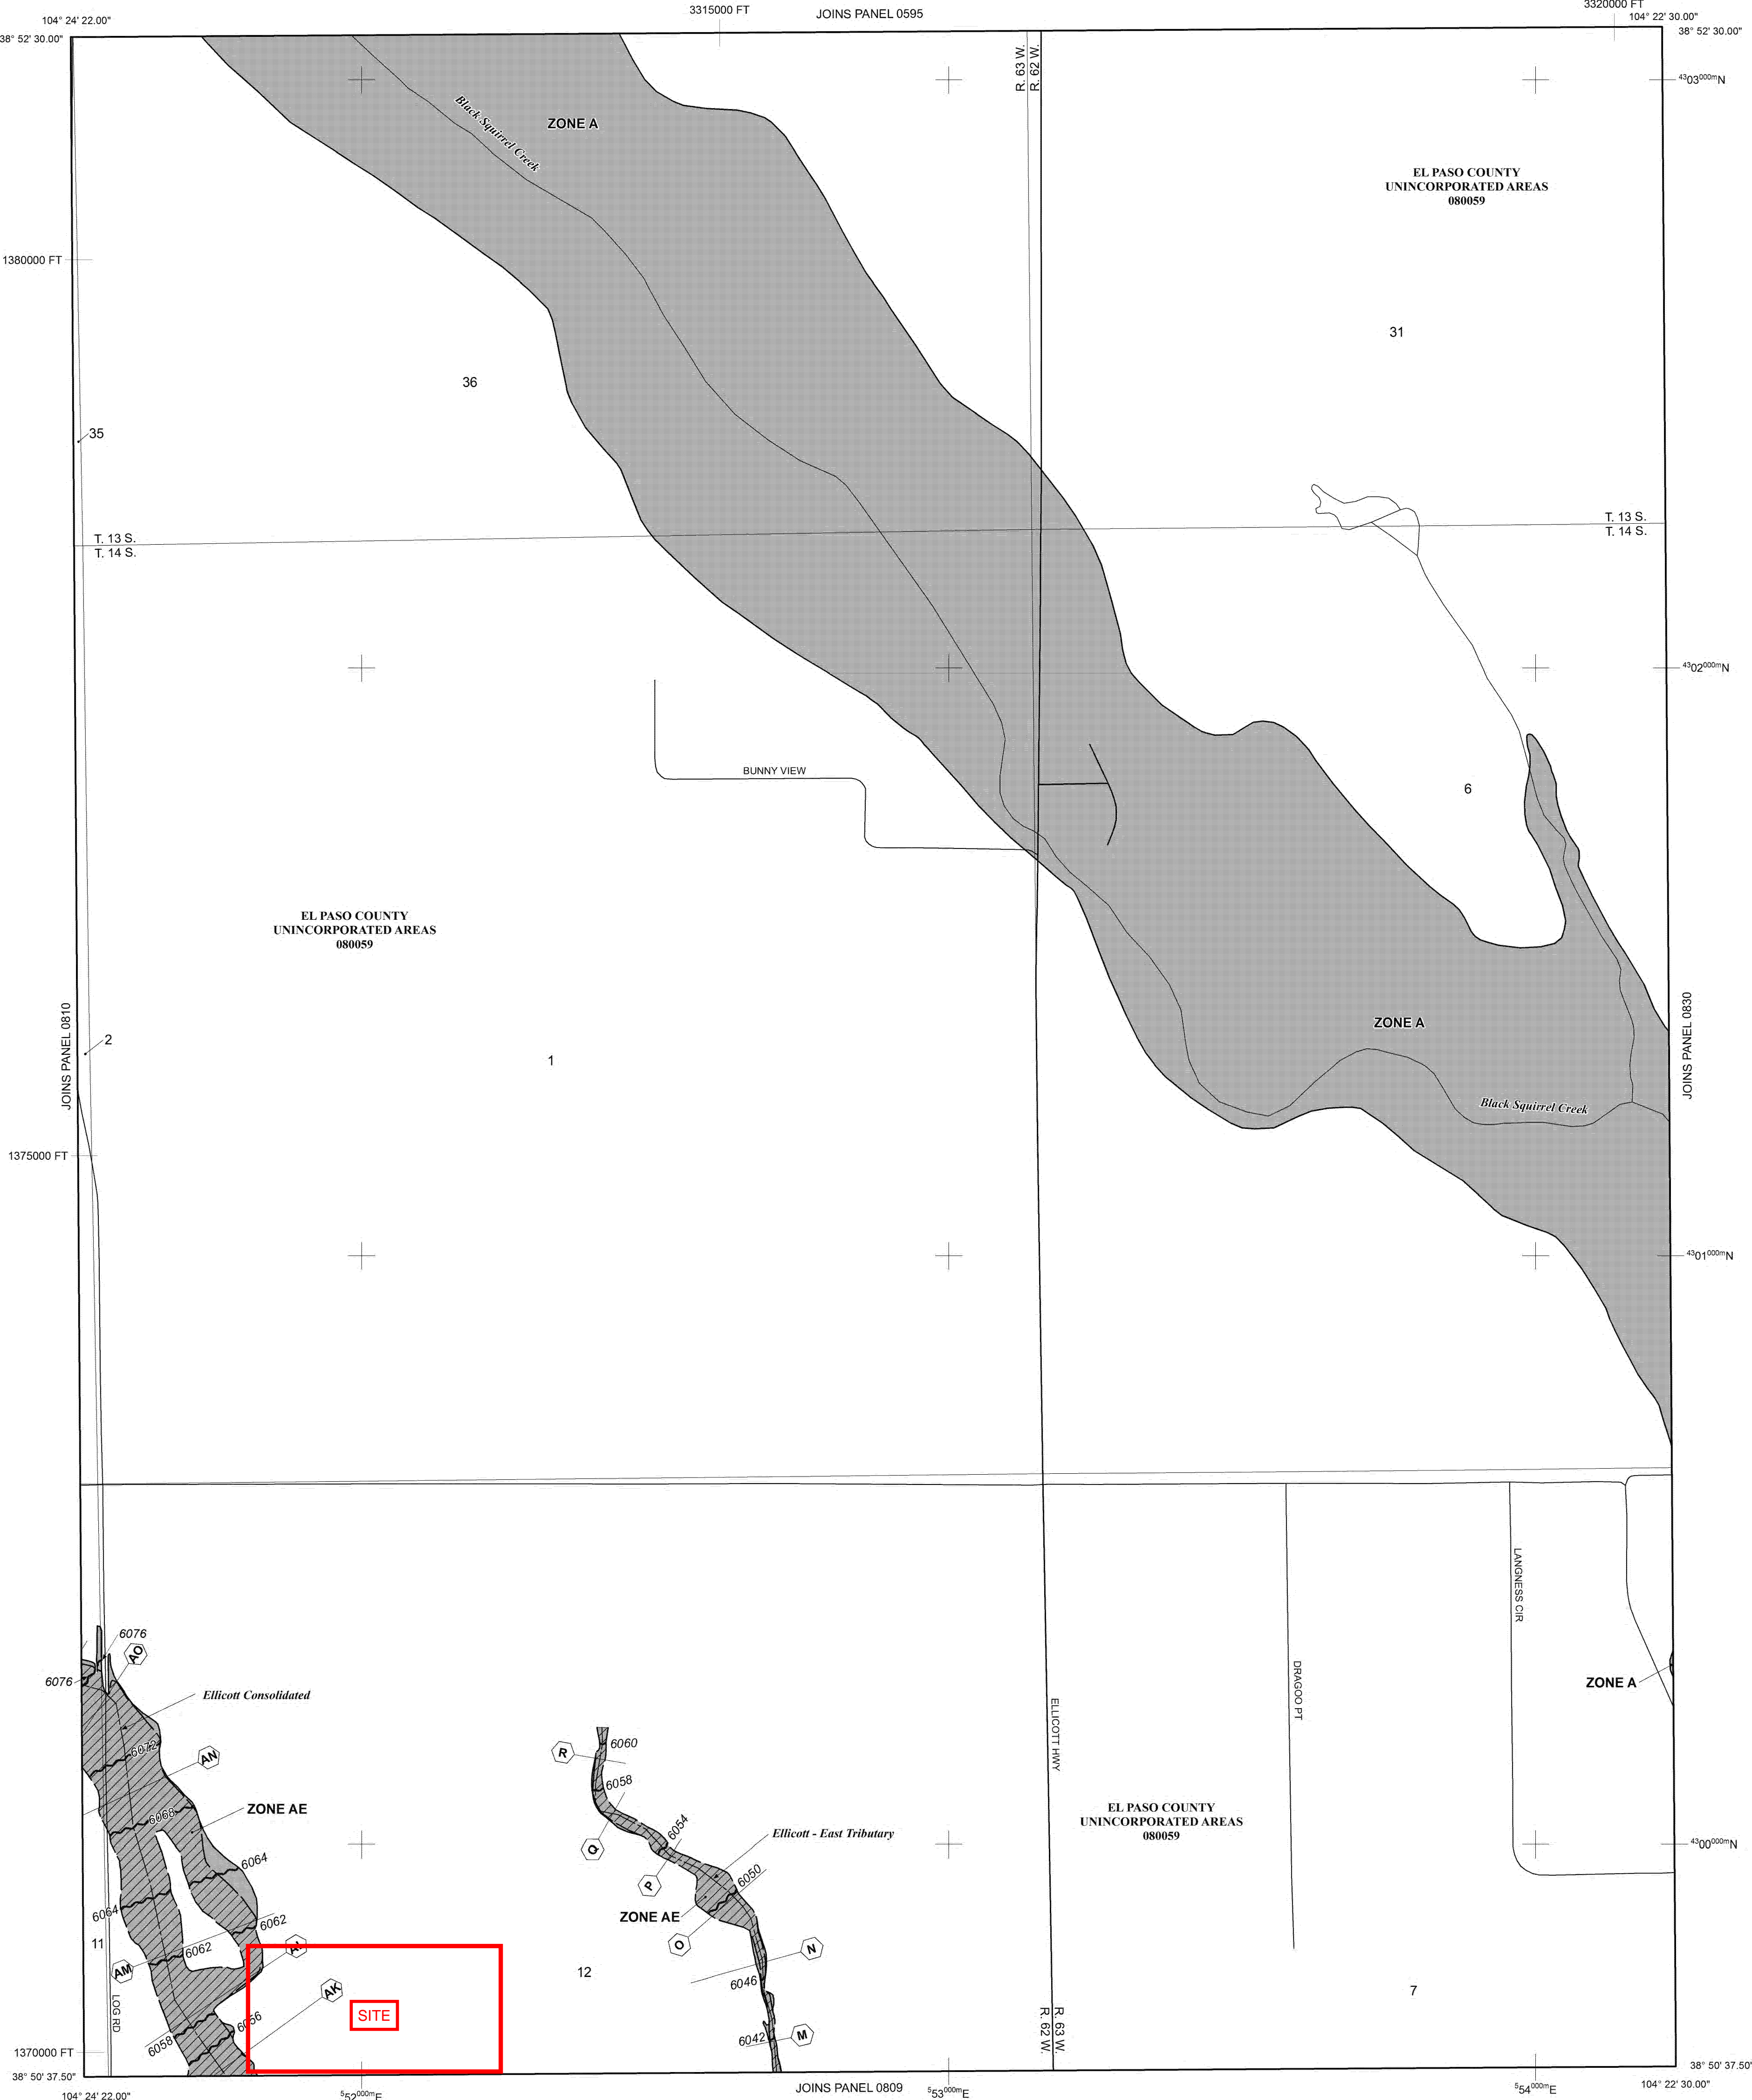 3315000 FT
JOINS PANEL 0595
3320000 FT
104° 24' 22.00"
104° 22' 30.00"
38° 52' 30.00"
38° 52' 30.00"
R. 63 W.
R. 62 W.
4303000mN
Black Squirrel Creek
ZONE A
EL PASO COUNTY
UNINCORPORATED AREAS
080059
1380000 FT
31
36
35
T. 13 S.
T. 14 S.
T. 13 S.
T. 14 S.
4302000mN
BUNNY VIEW
6
EL PASO COUNTY
UNINCORPORATED AREAS
080059
JOINS PANEL 0810
ZONE A
JOINS PANEL 0830
2
1
Black Squirrel Creek
1375000 FT
4301000mN
LANGNESS CIR
6076
AO
6076
DRAGOO PT
ZONE A
Ellicott Consolidated
ELLICOTT HWY
6072
AN
R
6060
6058
ZONE AE
6068
6054
Q
Ellicott - East Tributary
EL PASO COUNTY
UNINCORPORATED AREAS
080059
4300000mN
6064
P
6050
6064
6062
ZONE AE
11
6062
O
N
AM
12
6046
AK
7
LOG RD
SITE
6056
6058
R. 62 W.
R. 63 W.
6042
M
1370000 FT
38° 50' 37.50"
38° 50' 37.50"
104° 24' 22.00"
552000mE
JOINS PANEL 0809
553000mE
554000mE
104° 22' 30.00"